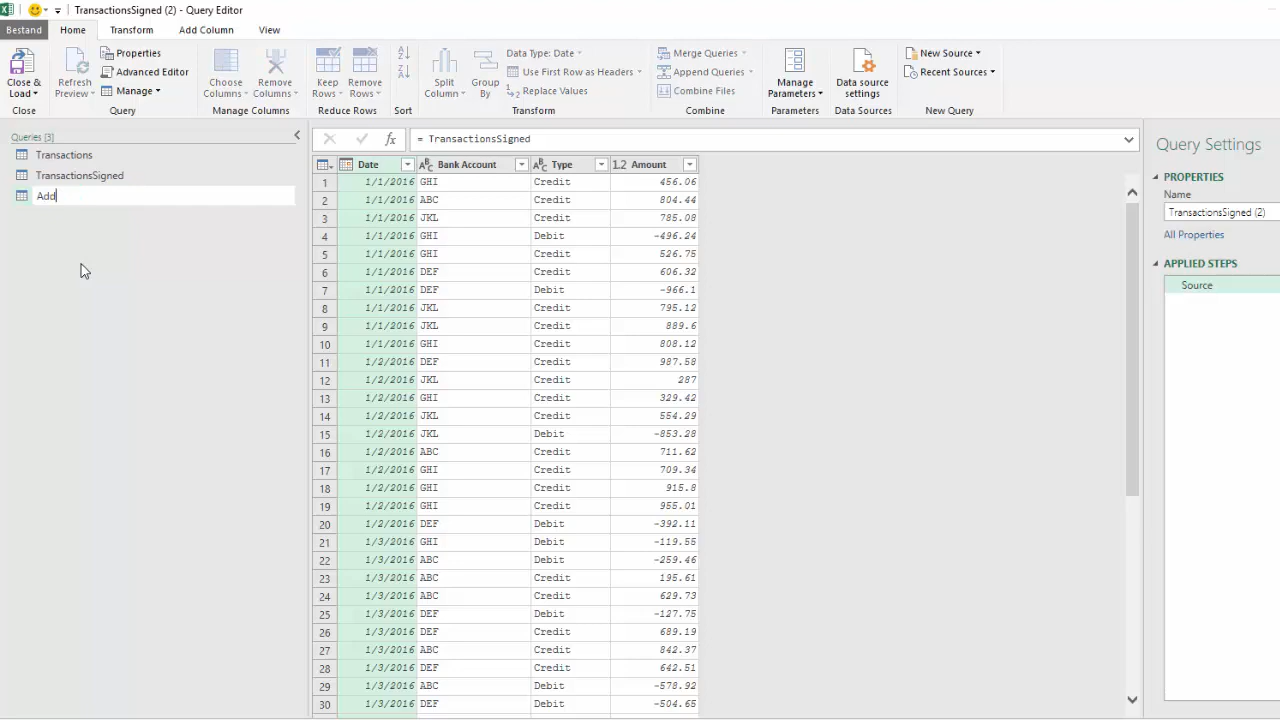 TransactionsSigned (2) - Query Editor
Bestand Home Transform Add Column View
Close & Load
Refresh Preview
Properties
Advanced Editor
Manage
Choose Columns
Remove Columns
Keep Rows
Remove Rows
Split Column
Group By
Data Type: Date
Use First Row as Headers
1→2 Replace Values
Merge Queries
Append Queries
Combine Files
Manage Parameters
Data source settings
New Source
Recent Sources
Close Query Manage Columns Reduce Rows Sort Transform Combine Parameters Data Sources New Query
Queries [3]
Transactions
TransactionsSigned
Add
fx = TransactionsSigned
Date ABC Bank Account ABC Type 1.2 Amount
1 1/1/2016 GHI Credit 456.06
2 1/1/2016 ABC Credit 804.44
3 1/1/2016 JKL Credit 785.08
4 1/1/2016 GHI Debit -496.24
5 1/1/2016 GHI Credit 526.75
6 1/1/2016 DEF Credit 606.32
7 1/1/2016 DEF Debit -966.1
8 1/1/2016 JKL Credit 795.12
9 1/1/2016 JKL Credit 889.6
10 1/1/2016 GHI Credit 808.12
11 1/2/2016 DEF Credit 987.58
12 1/2/2016 JKL Credit 287
13 1/2/2016 GHI Credit 329.42
14 1/2/2016 JKL Credit 554.29
15 1/2/2016 JKL Debit -853.28
16 1/2/2016 ABC Credit 711.62
17 1/2/2016 GHI Credit 709.34
18 1/2/2016 GHI Credit 915.8
19 1/2/2016 GHI Credit 955.01
20 1/2/2016 DEF Debit -392.11
21 1/3/2016 GHI Debit -119.55
22 1/3/2016 ABC Debit -259.46
23 1/3/2016 ABC Credit 195.61
24 1/3/2016 ABC Credit 629.73
25 1/3/2016 DEF Debit -127.75
26 1/3/2016 DEF Credit 689.19
27 1/3/2016 ABC Credit 842.37
28 1/3/2016 DEF Credit 642.51
29 1/3/2016 ABC Debit -578.92
30 1/3/2016 DEF Debit -504.65
Query Settings
PROPERTIES
Name
TransactionsSigned (2)
All Properties
APPLIED STEPS
Source